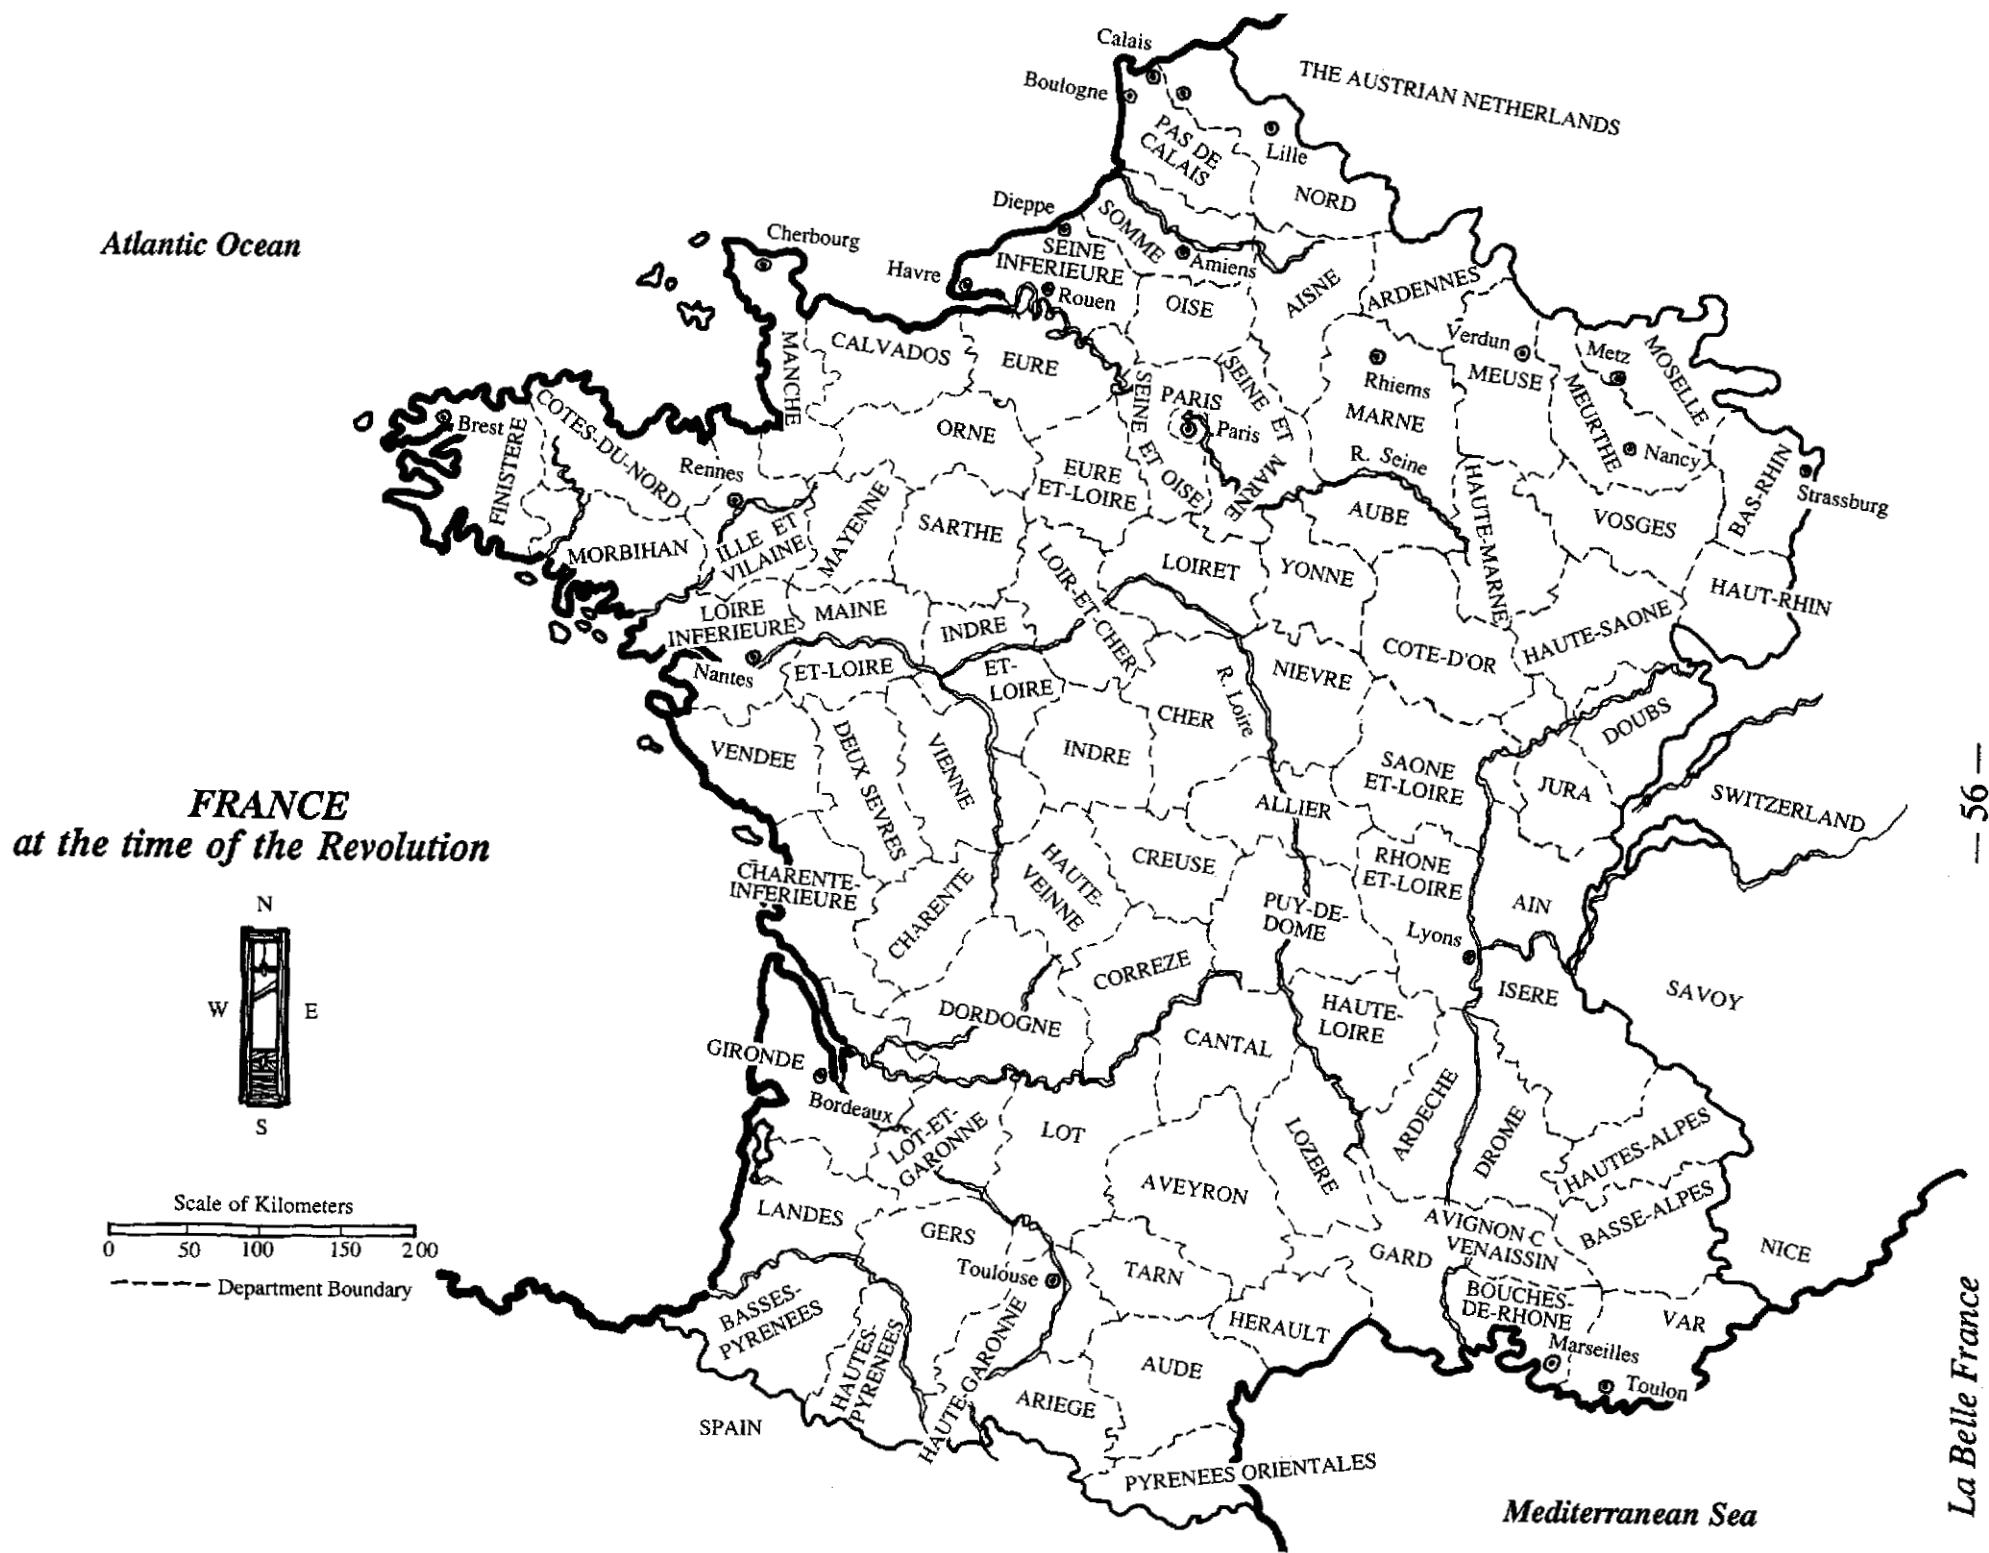 Calais
THE AUSTRIAN NETHERLANDS
Boulogne
PAS DE
CALAIS
Lille
NORD
Dieppe
SOMME
Atlantic Ocean
Cherbourg
SEINE
INFERIEURE
Amiens
Havre
Rouen
OISE
AISNE
ARDENNES
MANCHE
CALVADOS
EURE
Verdun
Metz
MOSELLE
Rhiems
MEUSE
MEURTHE
SEINE ET OISE
SEINE ET MARNE
PARIS
Paris
MARNE
Brest
FINISTERE
COTES-DU-NORD
ORNE
Nancy
BAS-RHIN
R. Seine
Rennes
EURE
ET-LOIRE
Strassburg
MORBIHAN
ILLE ET
VILAINE
MAYENNE
SARTHE
AUBE
HAUTE-MARNE
VOSGES
LOIR-ET-CHER
LOIRET
YONNE
HAUT-RHIN
LOIRE
INFERIEURE
MAINE
INDRE
COTE-D'OR
HAUTE-SAONE
Nantes
ET-LOIRE
ET-
LOIRE
R. Loire
NIEVRE
CHER
DOUBS
VENDEE
DEUX SEVRES
VIENNE
INDRE
SAONE
ET-LOIRE
JURA
SWITZERLAND
— 56 —
FRANCE
at the time of the Revolution
ALLIER
CHARENTE-
INFERIEURE
CHARENTE
HAUTE-
VEINNE
CREUSE
RHONE
ET-LOIRE
AIN
N
W
E
S
PUY-DE-
DOME
Lyons
CORREZE
ISERE
SAVOY
DORDOGNE
HAUTE-
LOIRE
CANTAL
GIRONDE
Bordeaux
LOT-ET-
GARONNE
LOT
LOZERE
ARDECHE
DROME
HAUTES-ALPES
AVEYRON
Scale of Kilometers
0 50 100 150 200
Department Boundary
LANDES
GERS
AVIGNON C
VENAISSIN
BASSE-ALPES
GARD
NICE
Toulouse
TARN
BASSES-
PYRENEES
HAUTES-
PYRENEES
HAUTE-GARONNE
HERAULT
BOUCHES-
DE-RHONE
VAR
Marseilles
AUDE
Toulon
ARIEGE
SPAIN
PYRENEES ORIENTALES
Mediterranean Sea
La Belle France